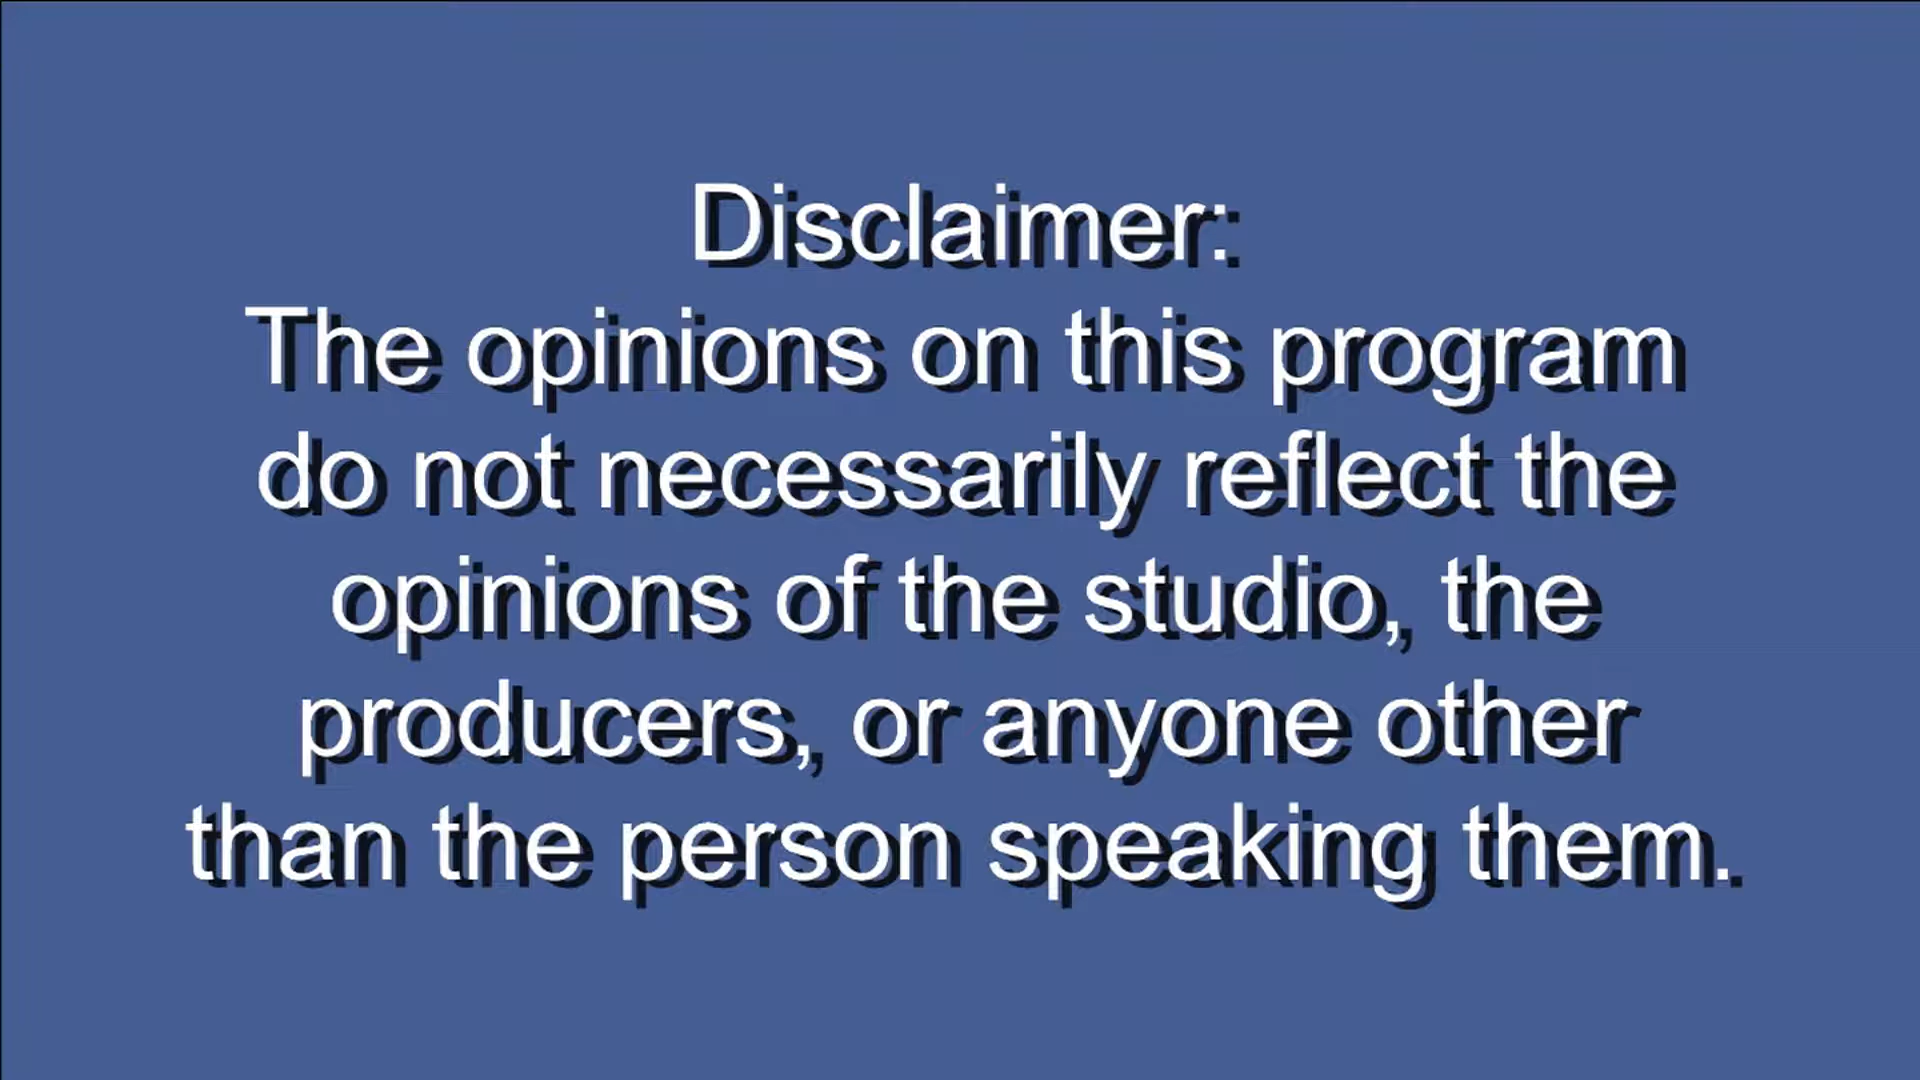 Disclaimer:
The opinions on this program
do not necessarily reflect the
opinions of the studio, the
producers, or anyone other
than the person speaking them.